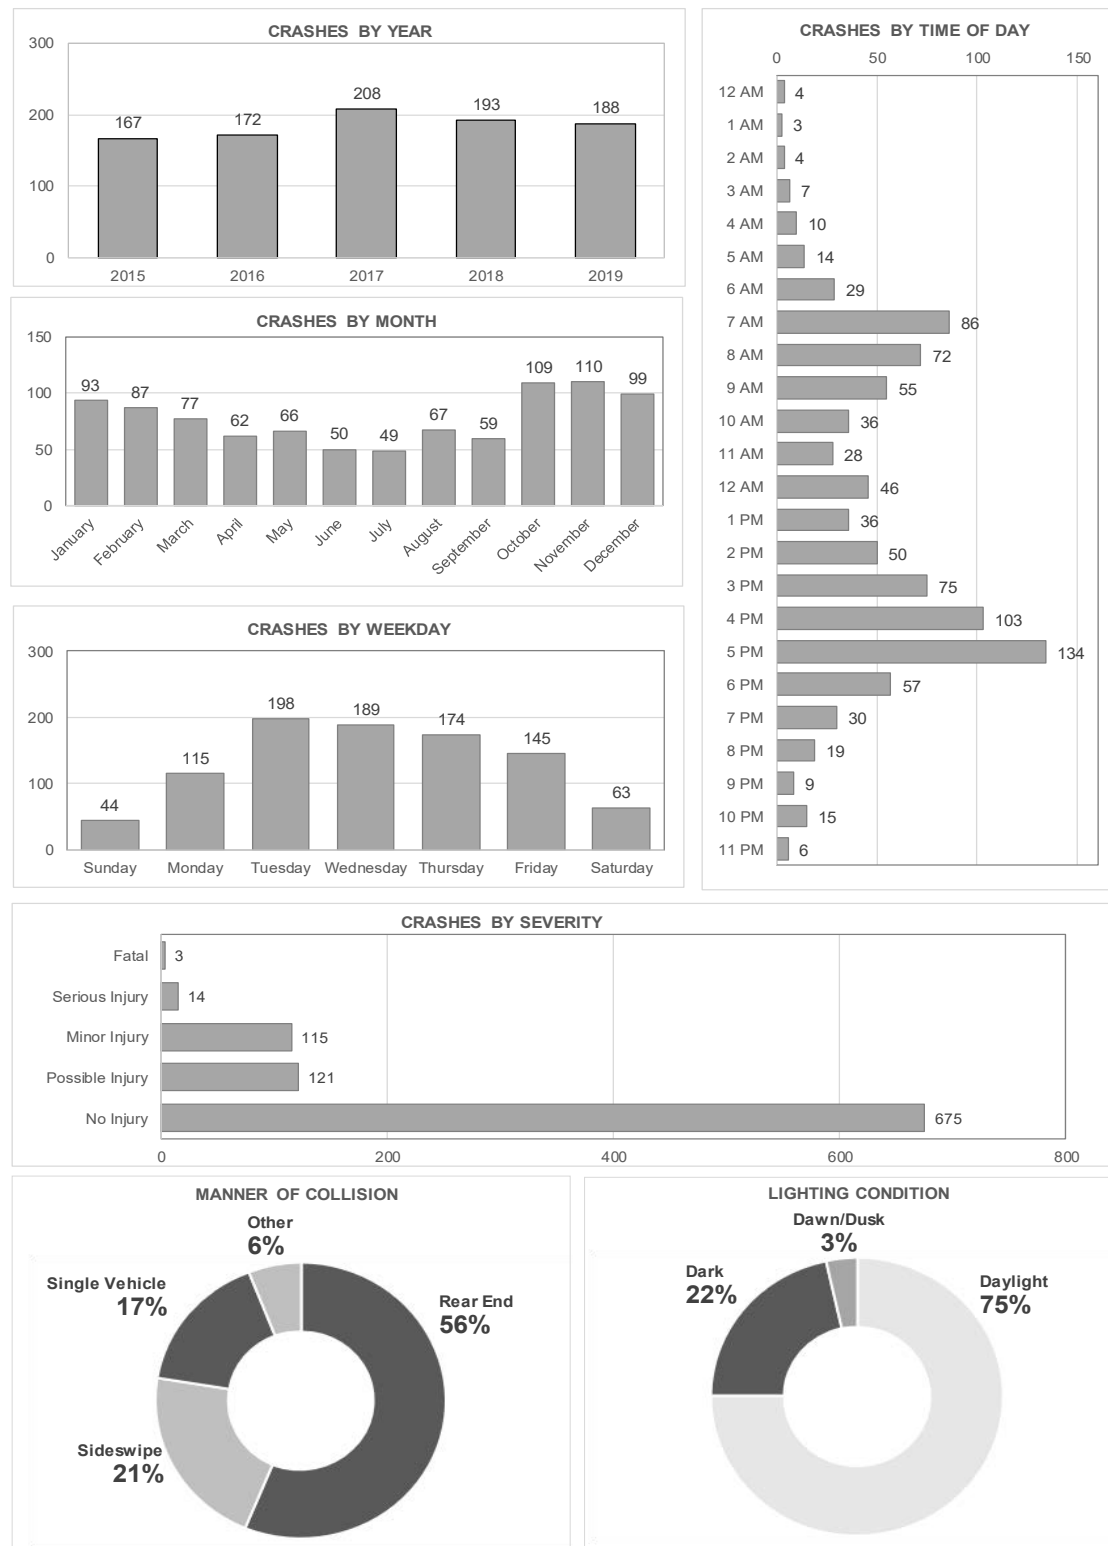 CRASHES BY YEAR
300
200
100
0
167
172
208
193
188
2015 2016 2017 2018 2019
CRASHES BY MONTH
150
100
50
0
93
87
77
62
66
50
49
67
59
109
110
99
January February March April May June July August September October November December
CRASHES BY WEEKDAY
300
200
100
0
44
115
198
189
174
145
63
Sunday Monday Tuesday Wednesday Thursday Friday Saturday
CRASHES BY TIME OF DAY
0 50 100 150
12 AM 4
1 AM 3
2 AM 4
3 AM 7
4 AM 10
5 AM 14
6 AM 29
7 AM 86
8 AM 72
9 AM 55
10 AM 36
11 AM 28
12 AM 46
1 PM 36
2 PM 50
3 PM 75
4 PM 103
5 PM 134
6 PM 57
7 PM 30
8 PM 19
9 PM 9
10 PM 15
11 PM 6
CRASHES BY SEVERITY
Fatal 3
Serious Injury 14
Minor Injury 115
Possible Injury 121
No Injury 675
0 200 400 600 800
MANNER OF COLLISION
Other
6%
Single Vehicle
17%
Rear End
56%
Sideswipe
21%
LIGHTING CONDITION
Dawn/Dusk
3%
Dark
22%
Daylight
75%